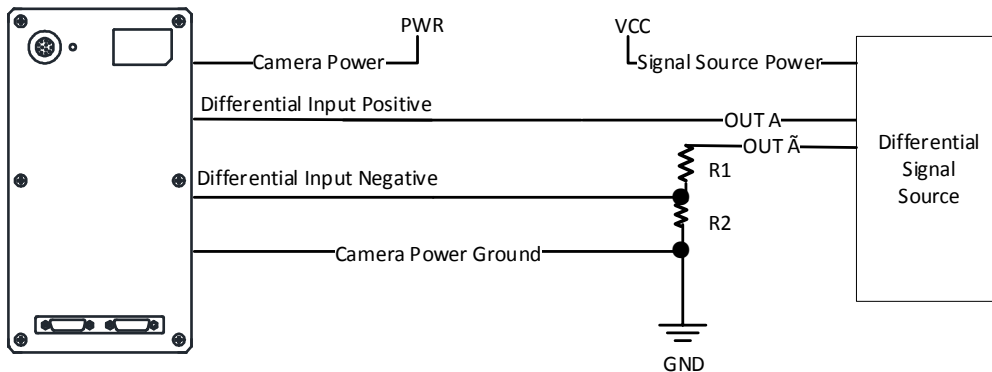 PWR
VCC
Camera Power
Signal Source Power
Differential Input Positive
OUT A
OUT Ã
Differential
Signal
Source
R1
Differential Input Negative
R2
Camera Power Ground
GND